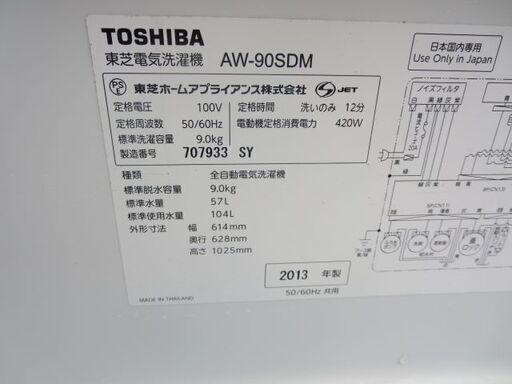 TOSHIBA
東芝電気洗濯機 AW-90SDM
日本国内専用
Use Only in Japan
PS
E
東芝ホームアプライアンス株式会社 JET
定格電圧 100V 定格時間 洗いのみ 12分
定格周波数 50/60Hz 電動機定格消費電力 420W
標準洗濯容量 9.0kg
製造番号 707933 SY
種類 全自動電気洗濯機
標準脱水容量 9.0kg
標準水量 57L
標準使用水量 104L
外形寸法 幅 614mm
奥行 628mm
高さ 1025mm
2013 年製
50/60Hz 共用
MADE IN THAILAND
ノイズフィルタ
20A